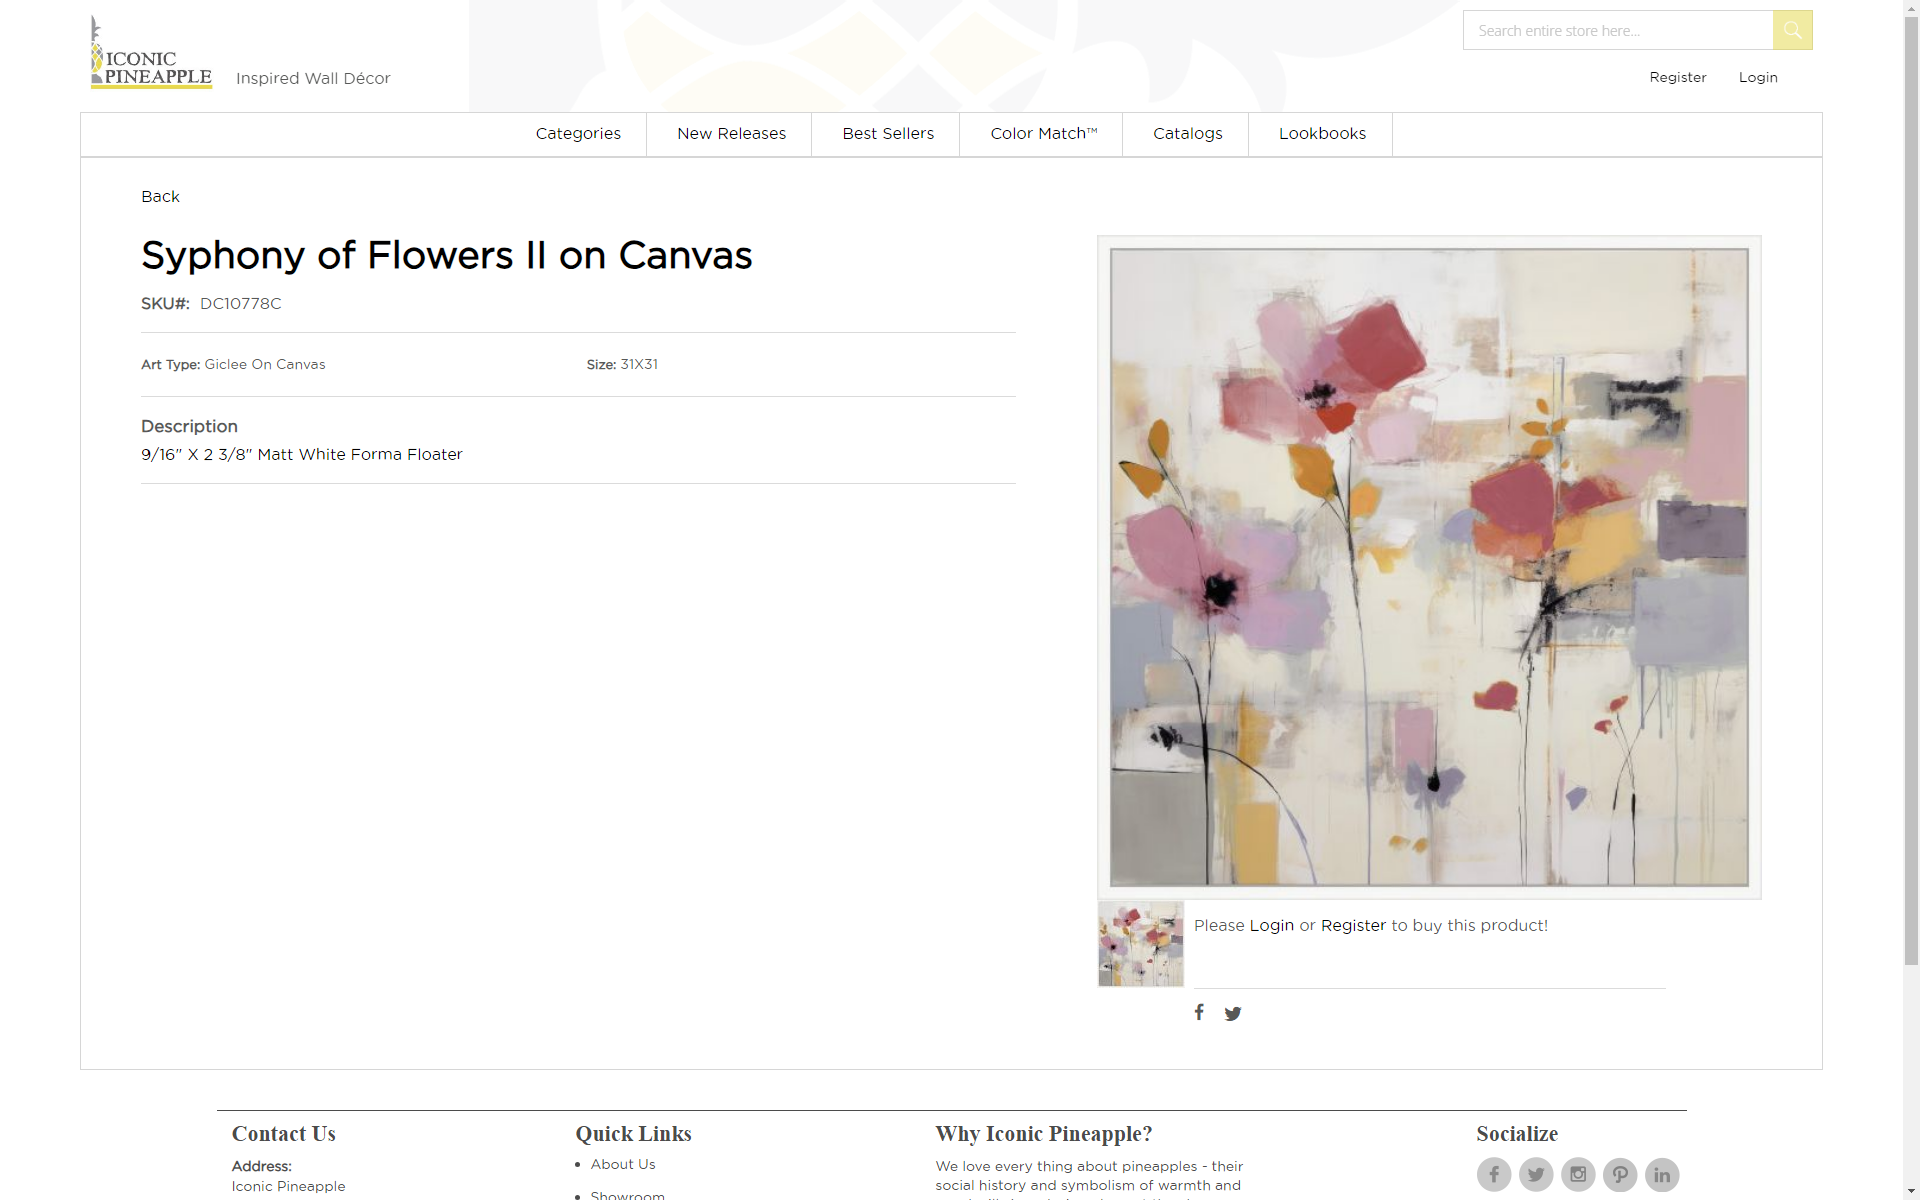 ICONIC
PINEAPPLE
Inspired Wall Décor
Search entire store here...
Register
Login
Categories
New Releases
Best Sellers
Color Match™
Catalogs
Lookbooks
Back
Syphony of Flowers II on Canvas
SKU#: DC10778C
Art Type: Giclee On Canvas
Size: 31X31
Description
9/16" X 2 3/8" Matt White Forma Floater
Please Login or Register to buy this product!
Contact Us
Address:
Iconic Pineapple
Quick Links
About Us
Showroom
Why Iconic Pineapple?
We love every thing about pineapples - their
social history and symbolism of warmth and
Socialize